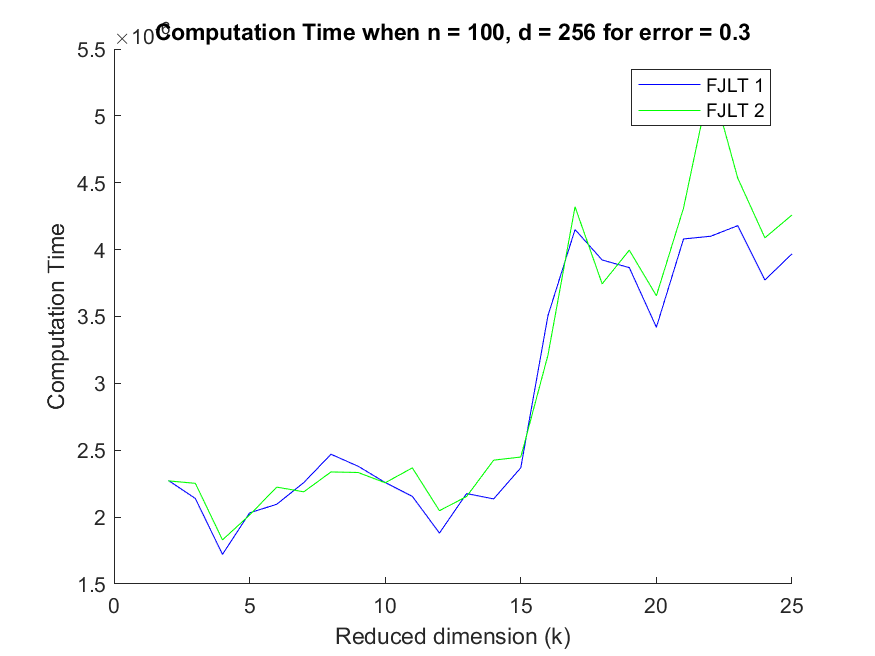 ×10
Computation Time when n = 100, d = 256 for error = 0.3
5.5
5
4.5
4
3.5
3
2.5
2
1.5
Computation Time
FJLT 1
FJLT 2
0 5 10 15 20 25
Reduced dimension (k)